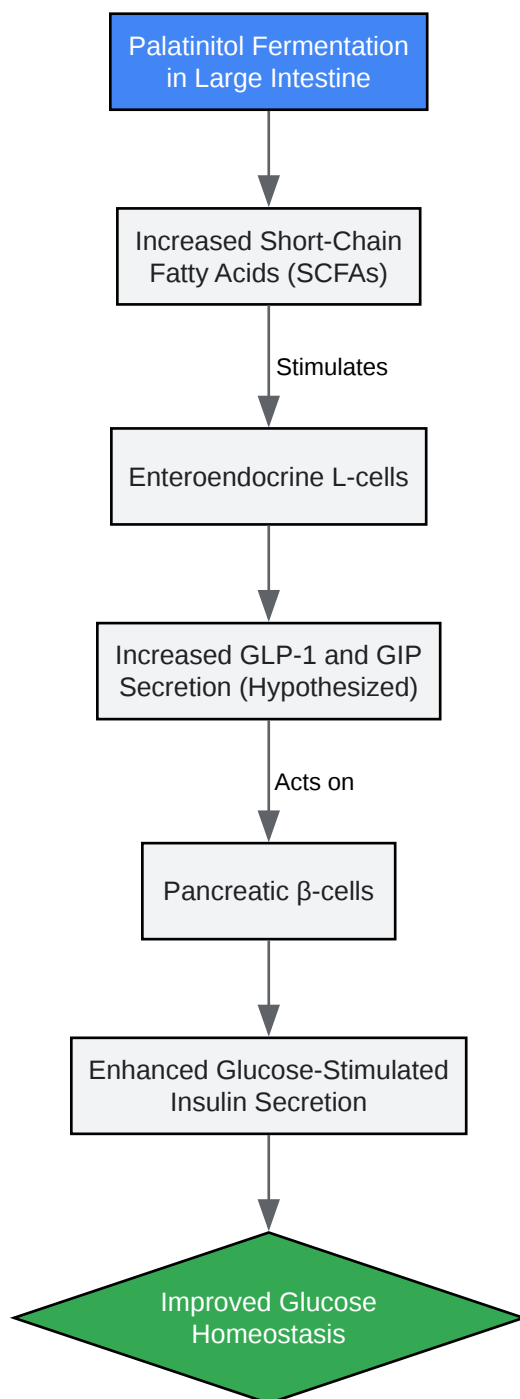 Palatinitol Fermentation
in Large Intestine
Increased Short-Chain
Fatty Acids (SCFAs)
Stimulates
Enteroendocrine L-cells
Increased GLP-1 and GIP
Secretion (Hypothesized)
Acts on
Pancreatic β-cells
Enhanced Glucose-Stimulated
Insulin Secretion
Improved Glucose
Homeostasis